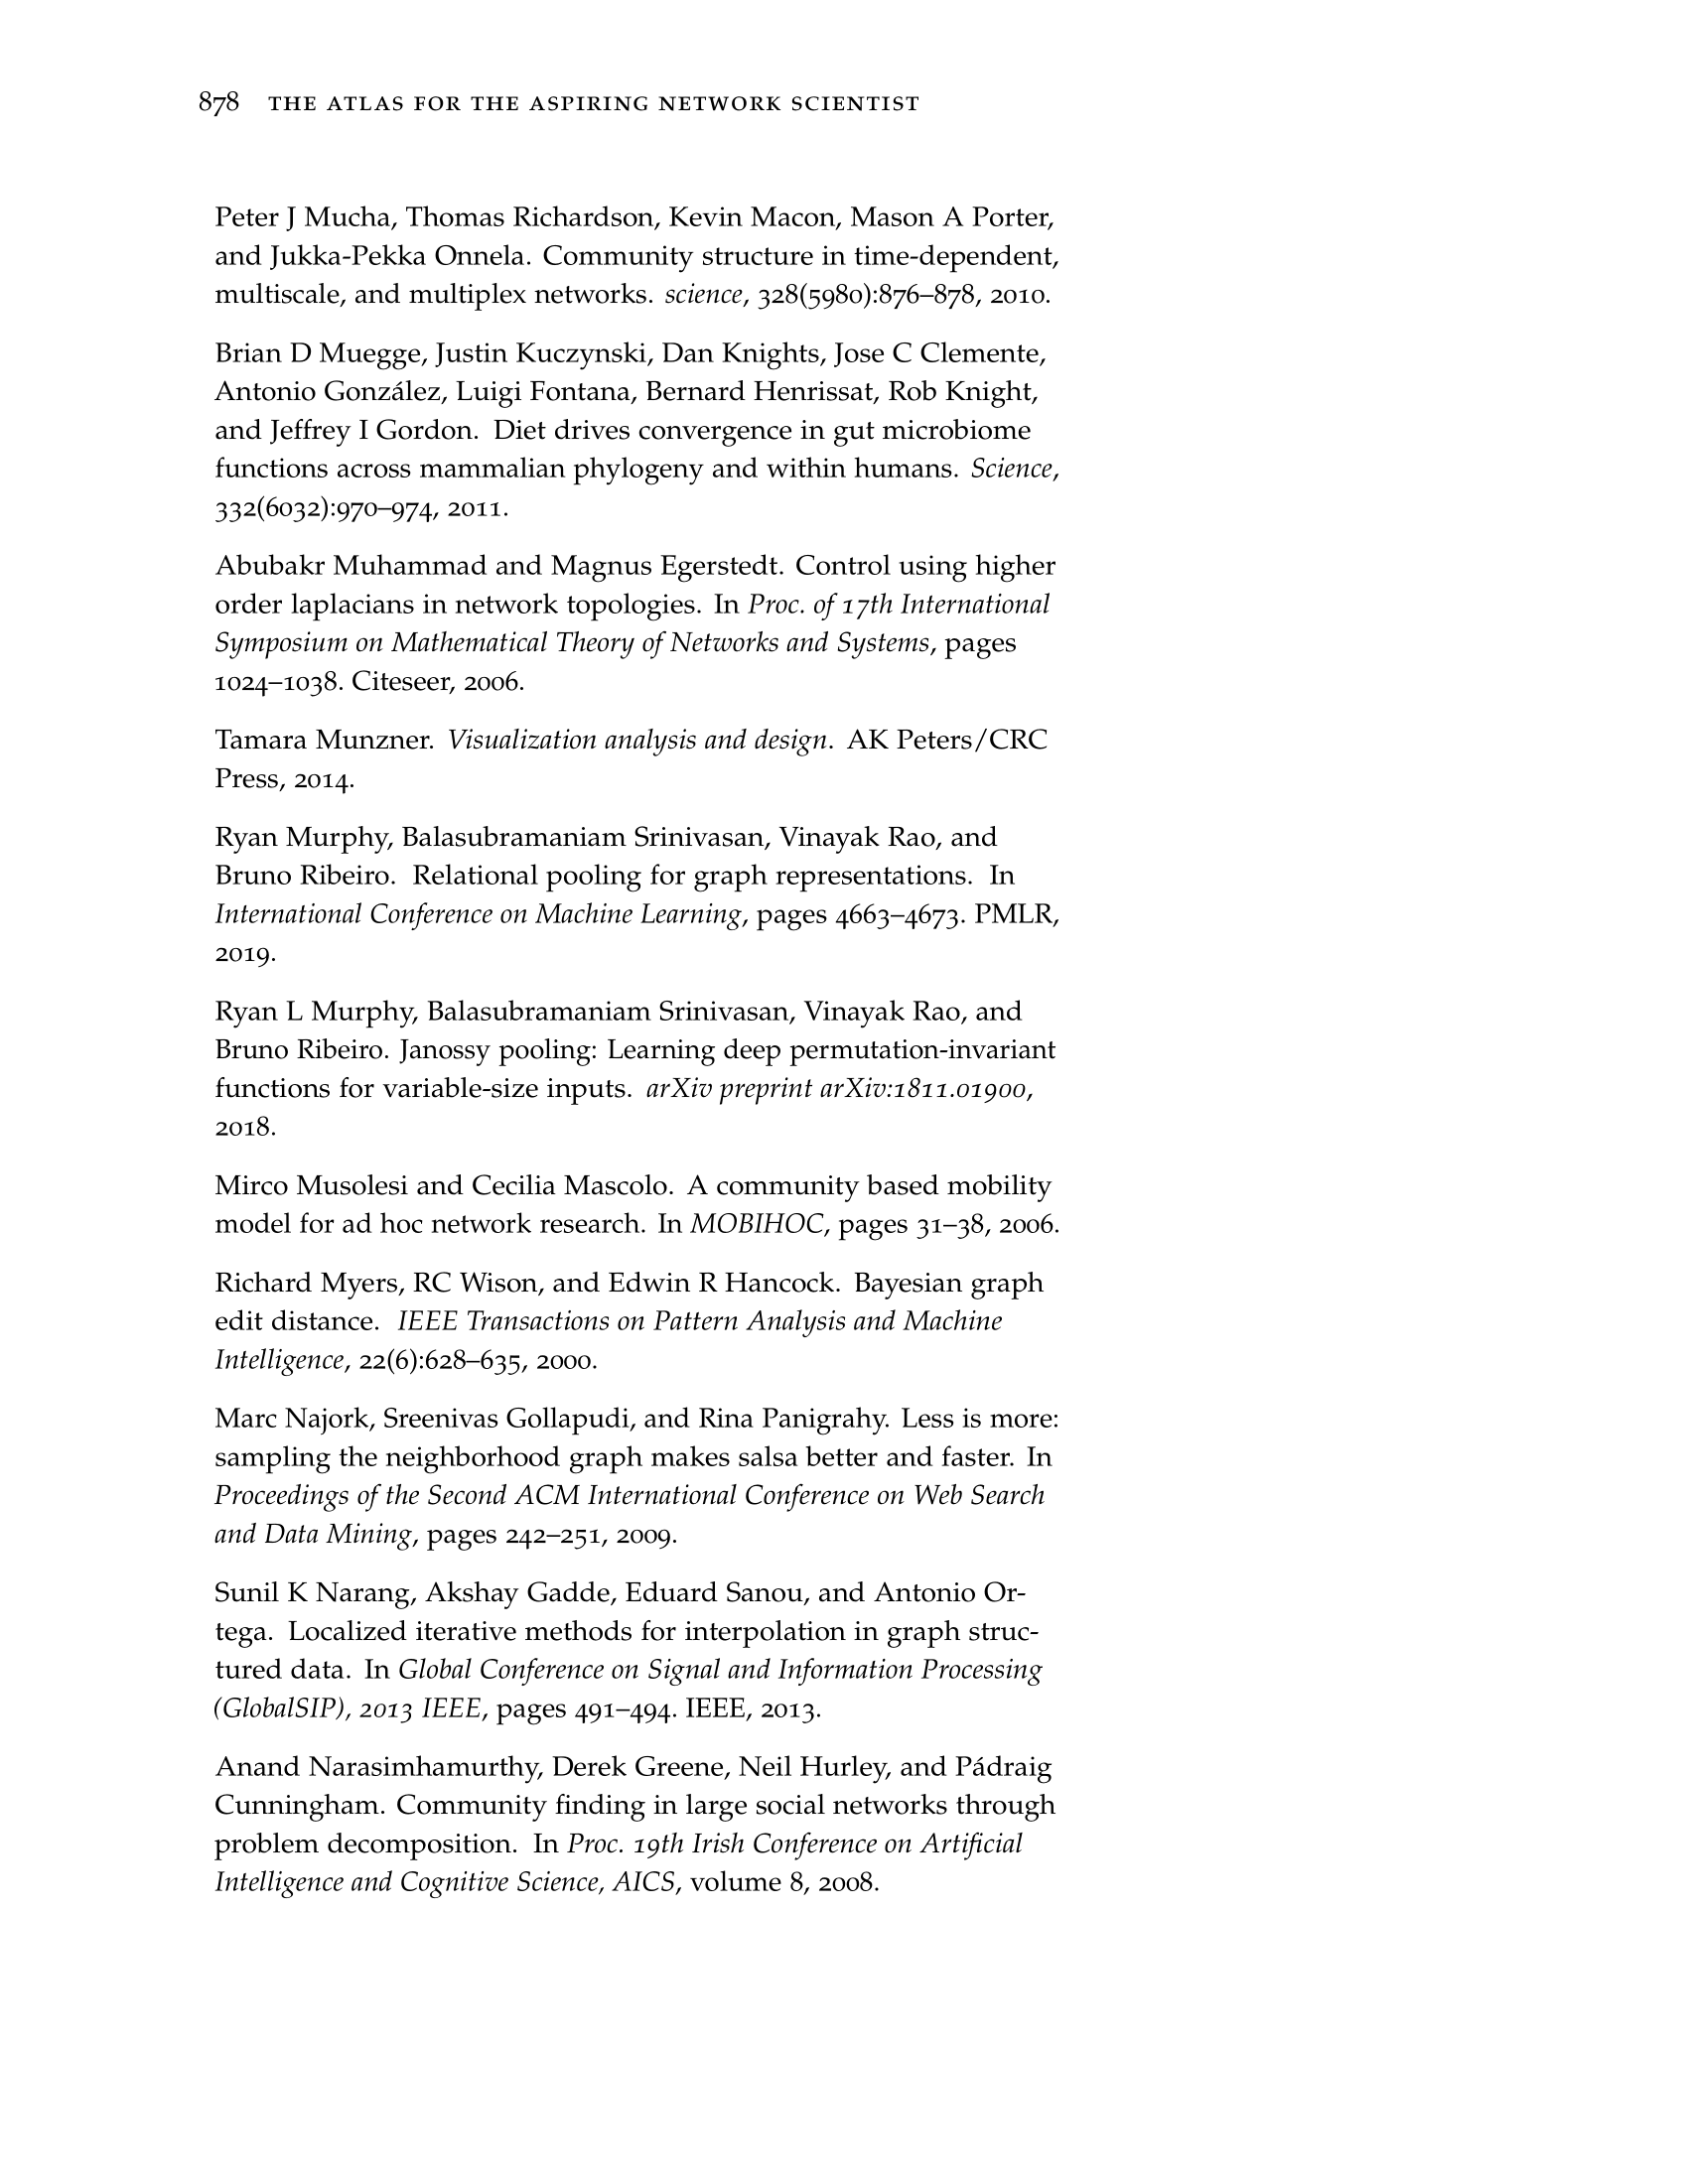 878 THE ATLAS FOR THE ASPIRING NETWORK SCIENTIST
Peter J Mucha, Thomas Richardson, Kevin Macon, Mason A Porter,
and Jukka-Pekka Onnela. Community structure in time-dependent,
multiscale, and multiplex networks. science, 328(5980):876–878, 2010.
Brian D Muegge, Justin Kuczynski, Dan Knights, Jose C Clemente,
Antonio González, Luigi Fontana, Bernard Henrissat, Rob Knight,
and Jeffrey I Gordon. Diet drives convergence in gut microbiome
functions across mammalian phylogeny and within humans. Science,
332(6032):970–974, 2011.
Abubakr Muhammad and Magnus Egerstedt. Control using higher
order laplacians in network topologies. In Proc. of 17th International
Symposium on Mathematical Theory of Networks and Systems, pages
1024–1038. Citeseer, 2006.
Tamara Munzner. Visualization analysis and design. AK Peters/CRC
Press, 2014.
Ryan Murphy, Balasubramaniam Srinivasan, Vinayak Rao, and
Bruno Ribeiro. Relational pooling for graph representations. In
International Conference on Machine Learning, pages 4663–4673. PMLR,
2019.
Ryan L Murphy, Balasubramaniam Srinivasan, Vinayak Rao, and
Bruno Ribeiro. Janossy pooling: Learning deep permutation-invariant
functions for variable-size inputs. arXiv preprint arXiv:1811.01900,
2018.
Mirco Musolesi and Cecilia Mascolo. A community based mobility
model for ad hoc network research. In MOBIHOC, pages 31–38, 2006.
Richard Myers, RC Wison, and Edwin R Hancock. Bayesian graph
edit distance. IEEE Transactions on Pattern Analysis and Machine
Intelligence, 22(6):628–635, 2000.
Marc Najork, Sreenivas Gollapudi, and Rina Panigrahy. Less is more:
sampling the neighborhood graph makes salsa better and faster. In
Proceedings of the Second ACM International Conference on Web Search
and Data Mining, pages 242–251, 2009.
Sunil K Narang, Akshay Gadde, Eduard Sanou, and Antonio Or-
tega. Localized iterative methods for interpolation in graph struc-
tured data. In Global Conference on Signal and Information Processing
(GlobalSIP), 2013 IEEE, pages 491–494. IEEE, 2013.
Anand Narasimhamurthy, Derek Greene, Neil Hurley, and Pádraig
Cunningham. Community finding in large social networks through
problem decomposition. In Proc. 19th Irish Conference on Artificial
Intelligence and Cognitive Science, AICS, volume 8, 2008.